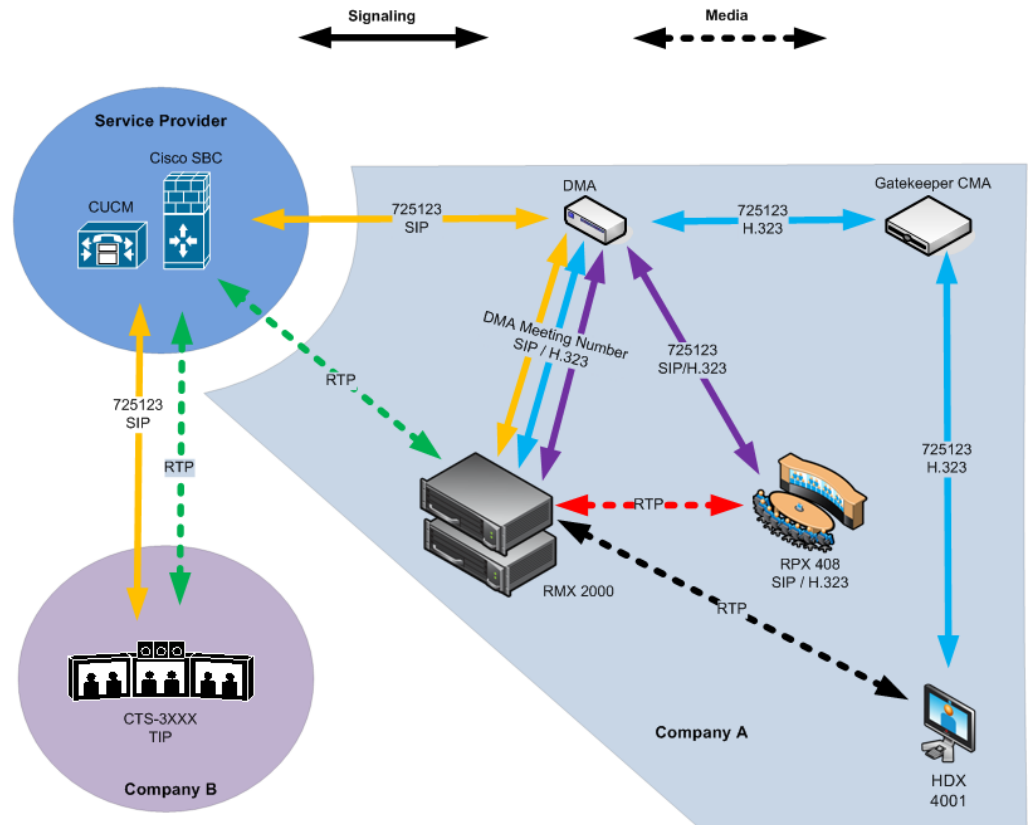 Signaling
Media
Service Provider
Cisco SBC
CUCM
DMA
Gatekeeper CMA
725123
SIP
725123
H.323
DMA Meeting Number
SIP / H.323
725123
SIP/H.323
RTP
725123
SIP
RTP
725123
H.323
RTP
RMX 2000
RPX 408
SIP / H.323
RTP
CTS-3XXX
TIP
Company B
Company A
HDX
4001